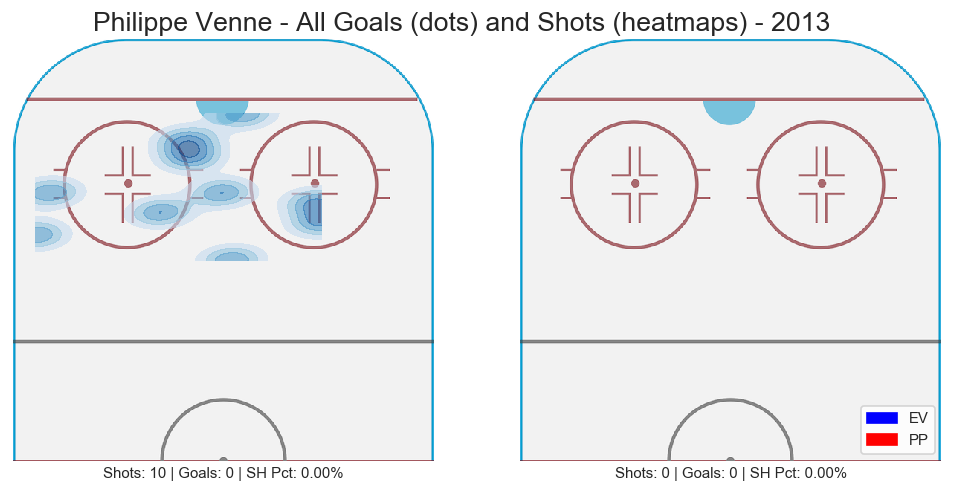 Philippe Venne - All Goals (dots) and Shots (heatmaps) - 2013
EV
PP
Shots: 10 | Goals: 0 | SH Pct: 0.00%
Shots: 0 | Goals: 0 | SH Pct: 0.00%